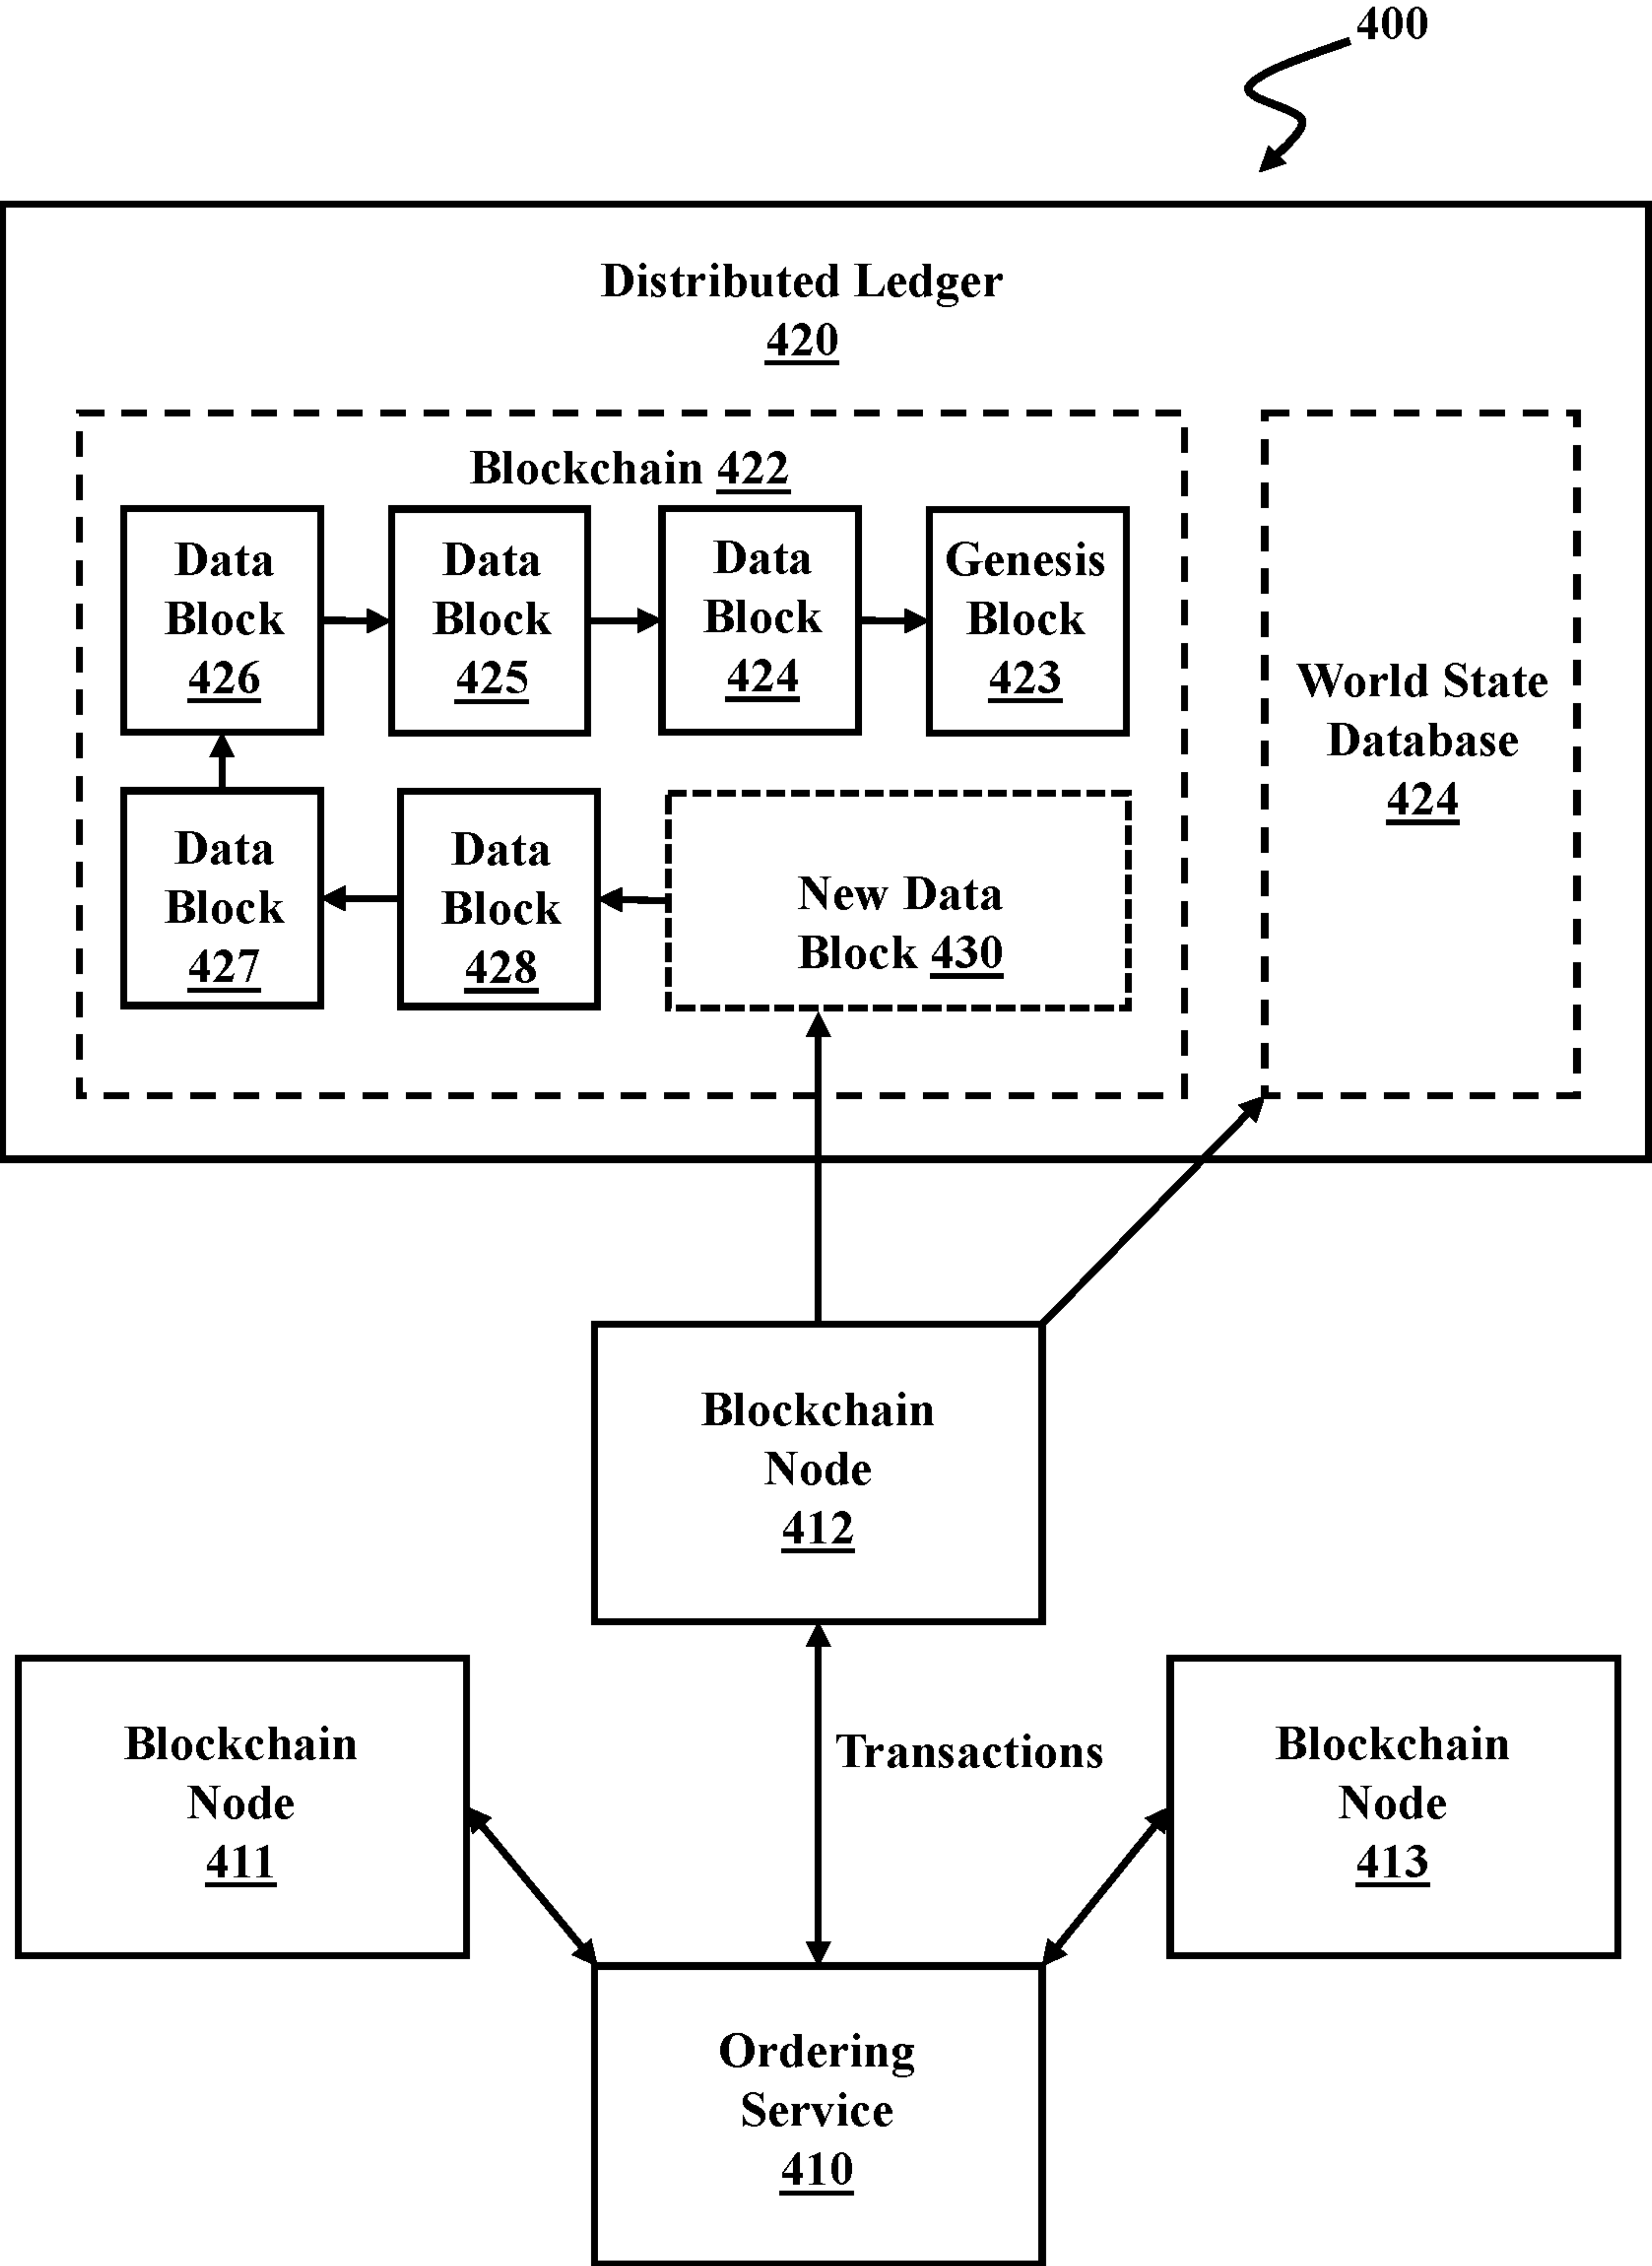 400
Distributed Ledger
420
Blockchain 422
Data
Block
426
Data
Block
425
Data
Block
424
Genesis
Block
423
Data
Block
427
Data
Block
428
New Data
Block 430
World State
Database
424
Blockchain
Node
412
Blockchain
Node
411
Transactions
Blockchain
Node
413
Ordering
Service
410